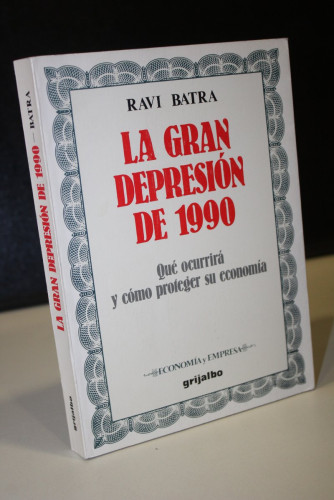 RAVI BATRA
LA GRAN
DEPRESIÓN
DE 1990
Qué ocurrirá
y cómo proteger su economía
ECONOMÍA Y EMPRESA
grijalbo
BATRA
LA GRAN DEPRESIÓN DE 1990
grijalbo